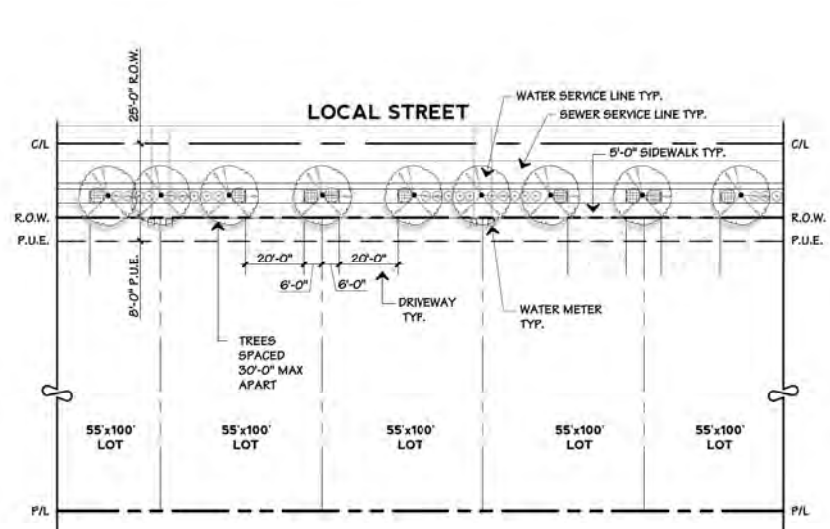 25'-0" R.O.W.
LOCAL STREET
WATER SERVICE LINE TYP.
SEWER SERVICE LINE TYP.
5'-0" SIDEWALK TYP.
C/L
C/L
R.O.W.
R.O.W.
P.U.E.
P.U.E.
8'-0" P.U.E.
20'-0"
20'-0"
6'-0"
6'-0"
DRIVEWAY
TYP.
WATER METER
TYP.
TREES
SPACED
30'-0" MAX
APART
55'x100'
LOT
55'x100'
LOT
55'x100'
LOT
55'x100'
LOT
55'x100'
LOT
P/L
P/L